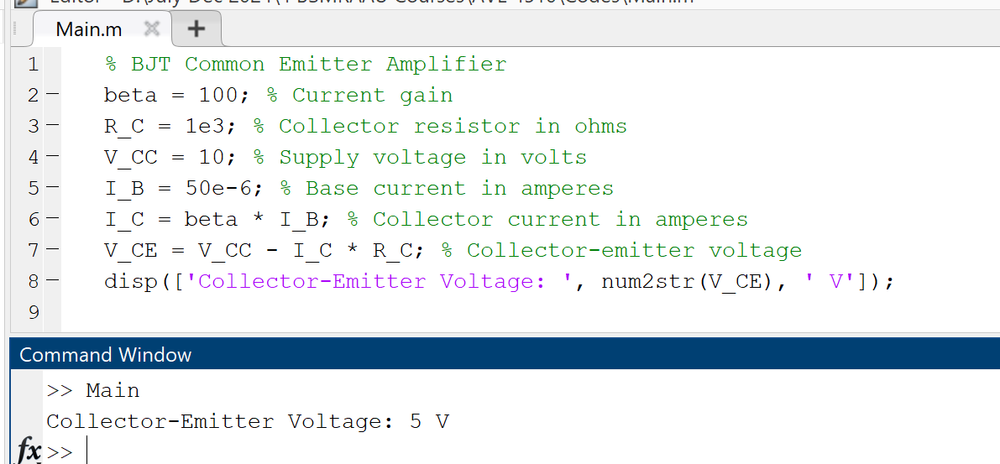 Main.m
1 % BJT Common Emitter Amplifier
2 beta = 100; % Current gain
3 R_C = 1e3; % Collector resistor in ohms
4 V_CC = 10; % Supply voltage in volts
5 I_B = 50e-6; % Base current in amperes
6 I_C = beta * I_B; % Collector current in amperes
7 V_CE = V_CC - I_C * R_C; % Collector-emitter voltage
8 disp(['Collector-Emitter Voltage: ', num2str(V_CE), ' V']);
9
Command Window
>> Main
Collector-Emitter Voltage: 5 V
fx >>